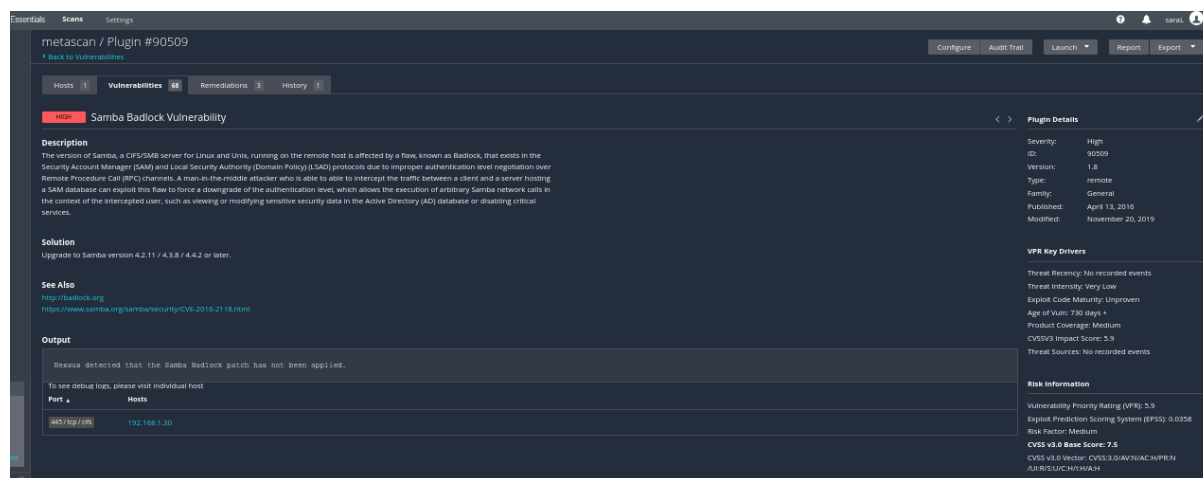 Essentials Scans Settings saraL
metascan / Plugin #90509
Back to Vulnerabilities
Configure Audit Trail Launch Report Export
Hosts 1 Vulnerabilities 68 Remediations 3 History 1
HIGH Samba Badlock Vulnerability
Description
The version of Samba, a CIFS/SMB server for Linux and Unix, running on the remote host is affected by a flaw, known as Badlock, that exists in the
Security Account Manager (SAM) and Local Security Authority (Domain Policy) (LSAD) protocols due to improper authentication level negotiation over
Remote Procedure Call (RPC) channels. A man-in-the-middle attacker who is able to able to intercept the traffic between a client and a server hosting
a SAM database can exploit this flaw to force a downgrade of the authentication level, which allows the execution of arbitrary Samba network calls in
the context of the intercepted user, such as viewing or modifying sensitive security data in the Active Directory (AD) database or disabling critical
services.
Solution
Upgrade to Samba version 4.2.11 / 4.3.8 / 4.4.2 or later.
See Also
http://badlock.org
https://www.samba.org/samba/security/CVE-2016-2118.html
Output
Nessus detected that the Samba Badlock patch has not been applied.
To see debug logs, please visit individual host
Port Hosts
445 / tcp / cifs 192.168.1.30
Plugin Details
Severity: High
ID: 90509
Version: 1.8
Type: remote
Family: General
Published: April 13, 2016
Modified: November 20, 2019
VPR Key Drivers
Threat Recency: No recorded events
Threat Intensity: Very Low
Exploit Code Maturity: Unproven
Age of Vuln: 730 days +
Product Coverage: Medium
CVSSV3 Impact Score: 5.9
Threat Sources: No recorded events
Risk Information
Vulnerability Priority Rating (VPR): 5.9
Exploit Prediction Scoring System (EPSS): 0.0358
Risk Factor: Medium
CVSS v3.0 Base Score: 7.5
CVSS v3.0 Vector: CVSS:3.0/AV:N/AC:H/PR:N
/UI:R/S:U/C:H/I:H/A:H